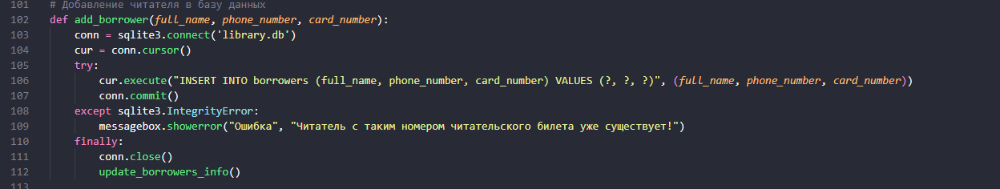 101 # Добавление читателя в базу данных
102 def add_borrower(full_name, phone_number, card_number):
103     conn = sqlite3.connect('library.db')
104     cur = conn.cursor()
105     try:
106         cur.execute("INSERT INTO borrowers (full_name, phone_number, card_number) VALUES (?, ?, ?)", (full_name, phone_number, card_number))
107         conn.commit()
108     except sqlite3.IntegrityError:
109         messagebox.showerror("Ошибка", "Читатель с таким номером читательского билета уже существует!")
110     finally:
111         conn.close()
112         update_borrowers_info()
113